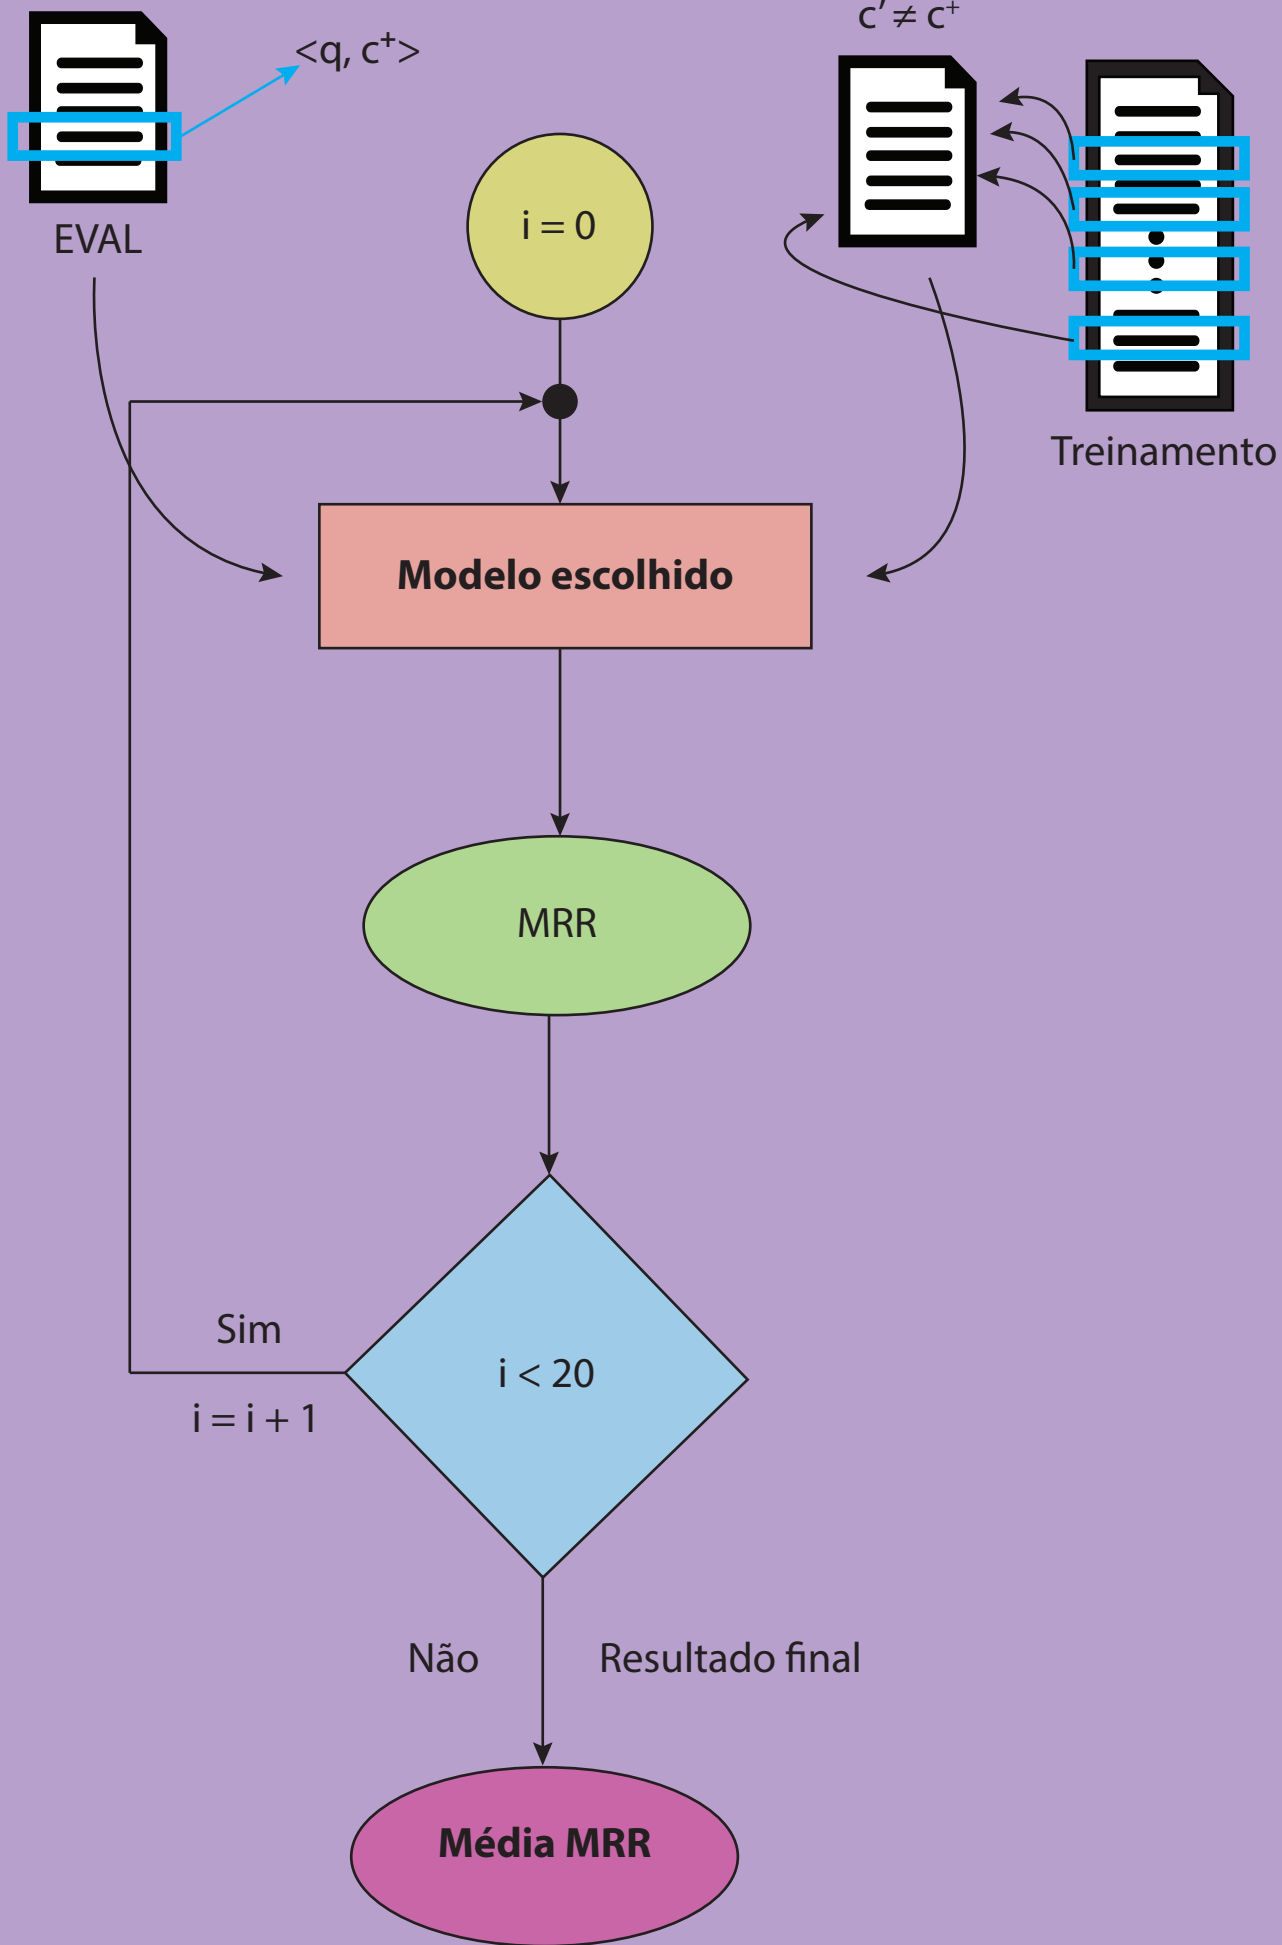 c' ≠ c⁺
<q, c⁺>
EVAL
i = 0
Treinamento
Modelo escolhido
MRR
Sim
i < 20
i = i + 1
Não
Resultado final
Média MRR